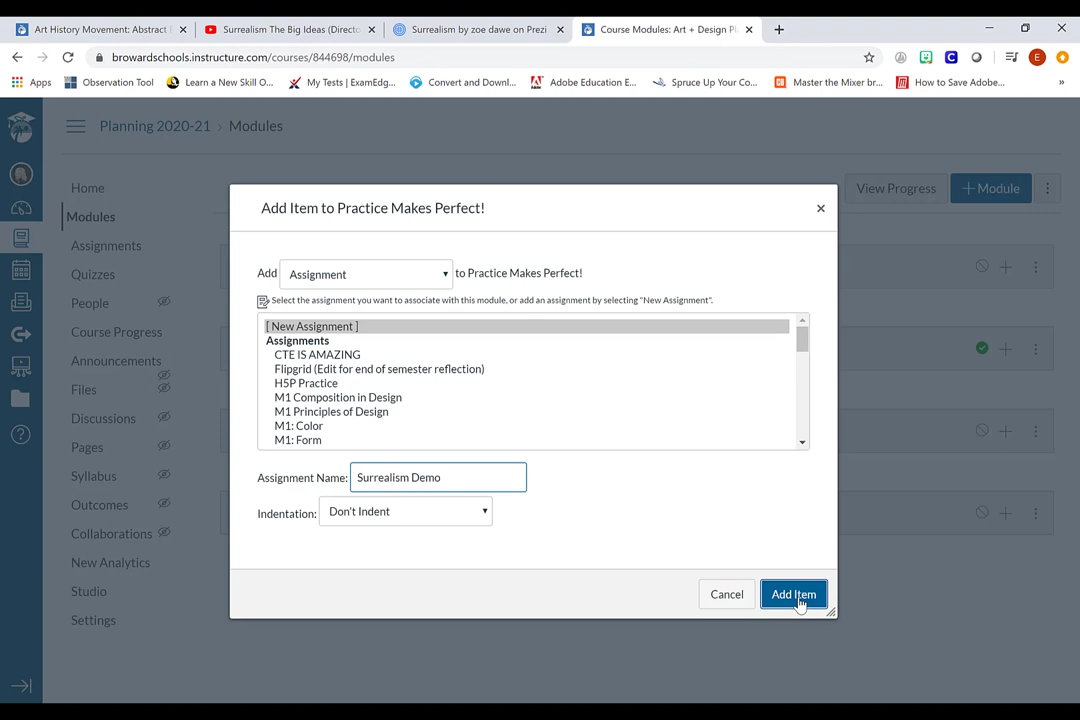 Art History Movement: Abstract
Surrealism The Big Ideas (Directo
Surrealism by zoe dawe on Prezi
Course Modules: Art + Design Pl
browardschools.instructure.com/courses/844698/modules
E
Apps
Observation Tool
Learn a New Skill O...
My Tests | ExamEdg...
Convert and Downl...
Adobe Education E...
Spruce Up Your Co...
Master the Mixer br...
How to Save Adobe...
»
Planning 2020-21 › Modules
Home
View Progress
+ Module
Modules
Assignments
Quizzes
People
Course Progress
Announcements
Files
Discussions
Pages
Syllabus
Outcomes
Collaborations
New Analytics
Studio
Settings
Add Item to Practice Makes Perfect!
Add Assignment to Practice Makes Perfect!
Select the assignment you want to associate with this module, or add an assignment by selecting "New Assignment".
[ New Assignment ]
Assignments
CTE IS AMAZING
Flipgrid (Edit for end of semester reflection)
H5P Practice
M1 Composition in Design
M1 Principles of Design
M1: Color
M1: Form
Assignment Name: Surrealism Demo
Indentation: Don't Indent
Cancel
Add Item